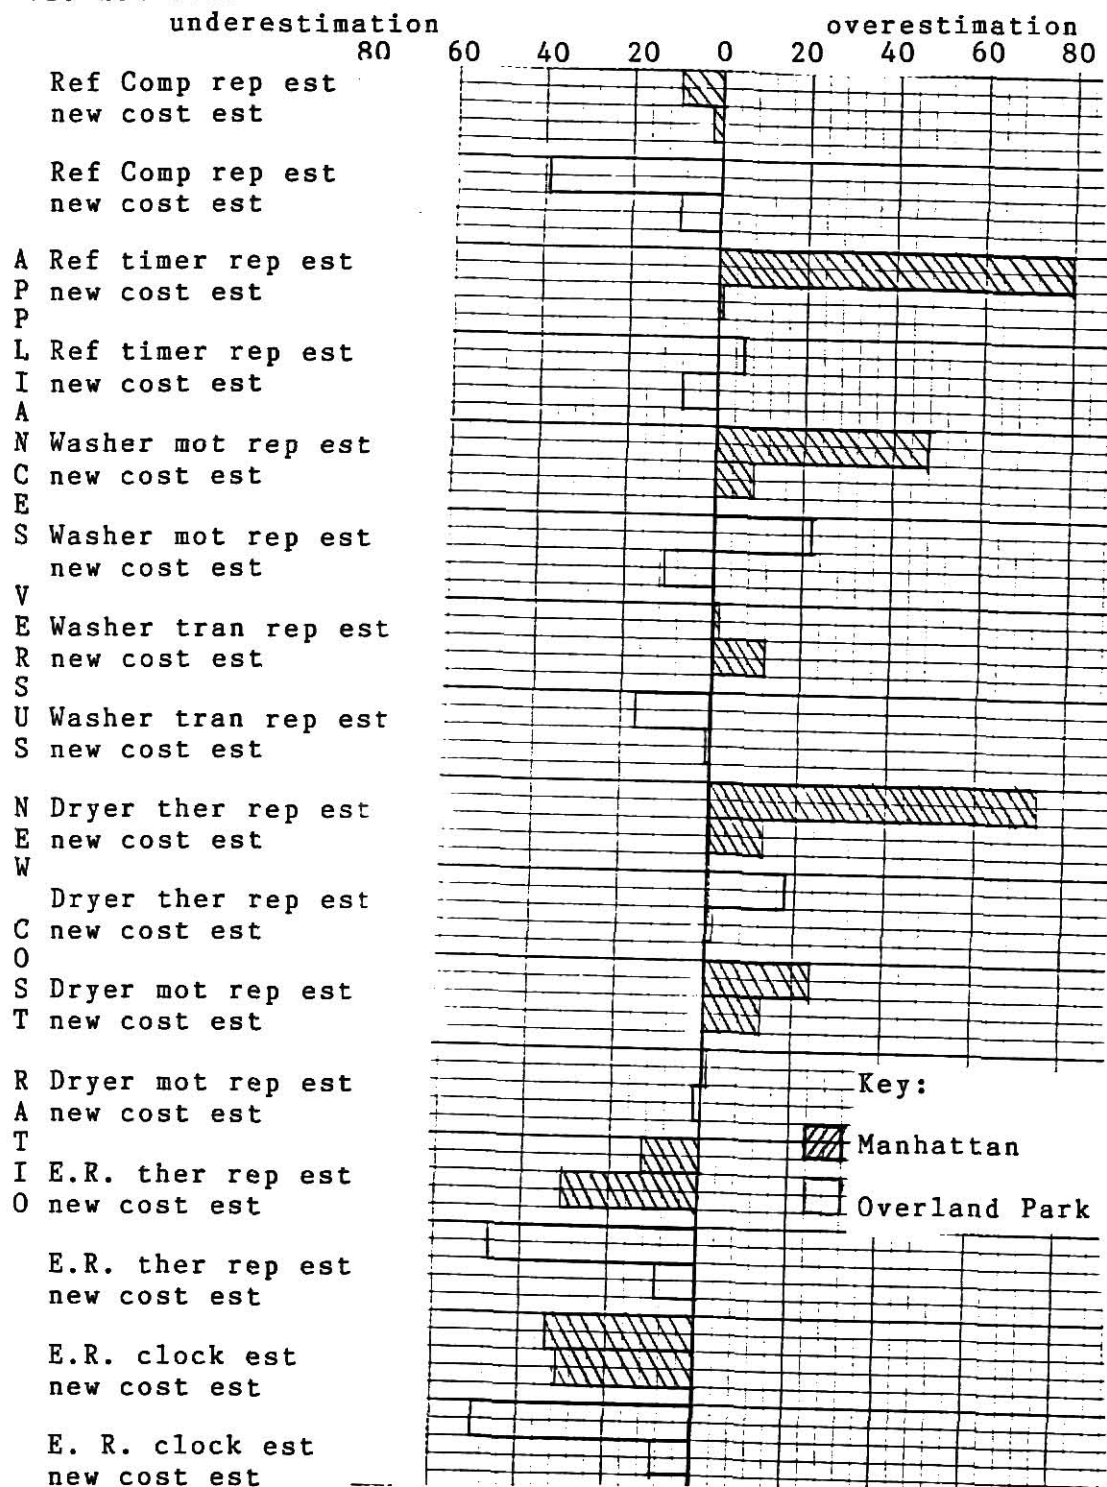 underestimation overestimation
80 60 40 20 0 20 40 60 80
Ref Comp rep est
new cost est
Ref Comp rep est
new cost est
Ref timer rep est
new cost est
Ref timer rep est
new cost est
Washer mot rep est
new cost est
Washer mot rep est
new cost est
Washer tran rep est
new cost est
Washer tran rep est
new cost est
Dryer ther rep est
new cost est
Dryer ther rep est
new cost est
Dryer mot rep est
new cost est
Dryer mot rep est
new cost est
E.R. ther rep est
new cost est
E.R. ther rep est
new cost est
E.R. clock est
new cost est
E. R. clock est
new cost est
APPLIANCES VERSUS NEW COST RATIO
Key:
Manhattan
Overland Park